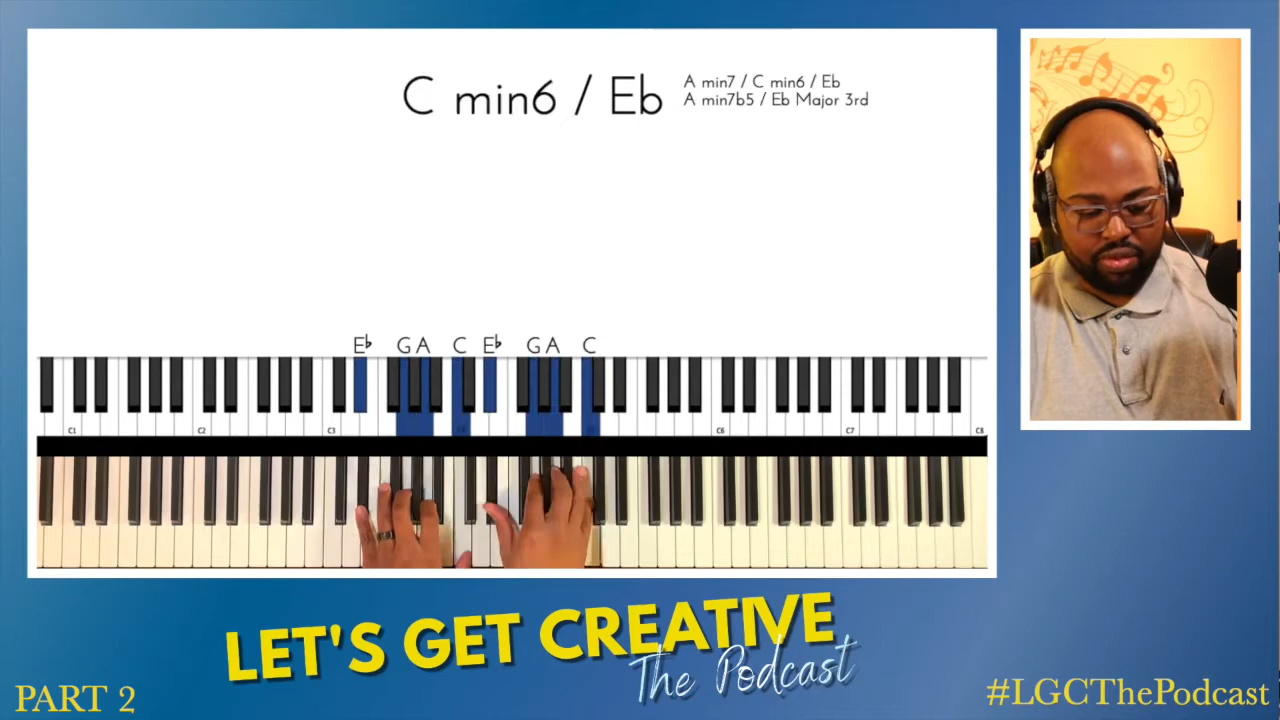 C min6 / Eb
A min7 / C min6 / Eb
A min7b5 / Eb Major 3rd
E♭ G A C E♭ G A C
C1 C2 C3 C6 C7 C8
LET'S GET CREATIVE
The Podcast
PART 2
#LGCThePodcast